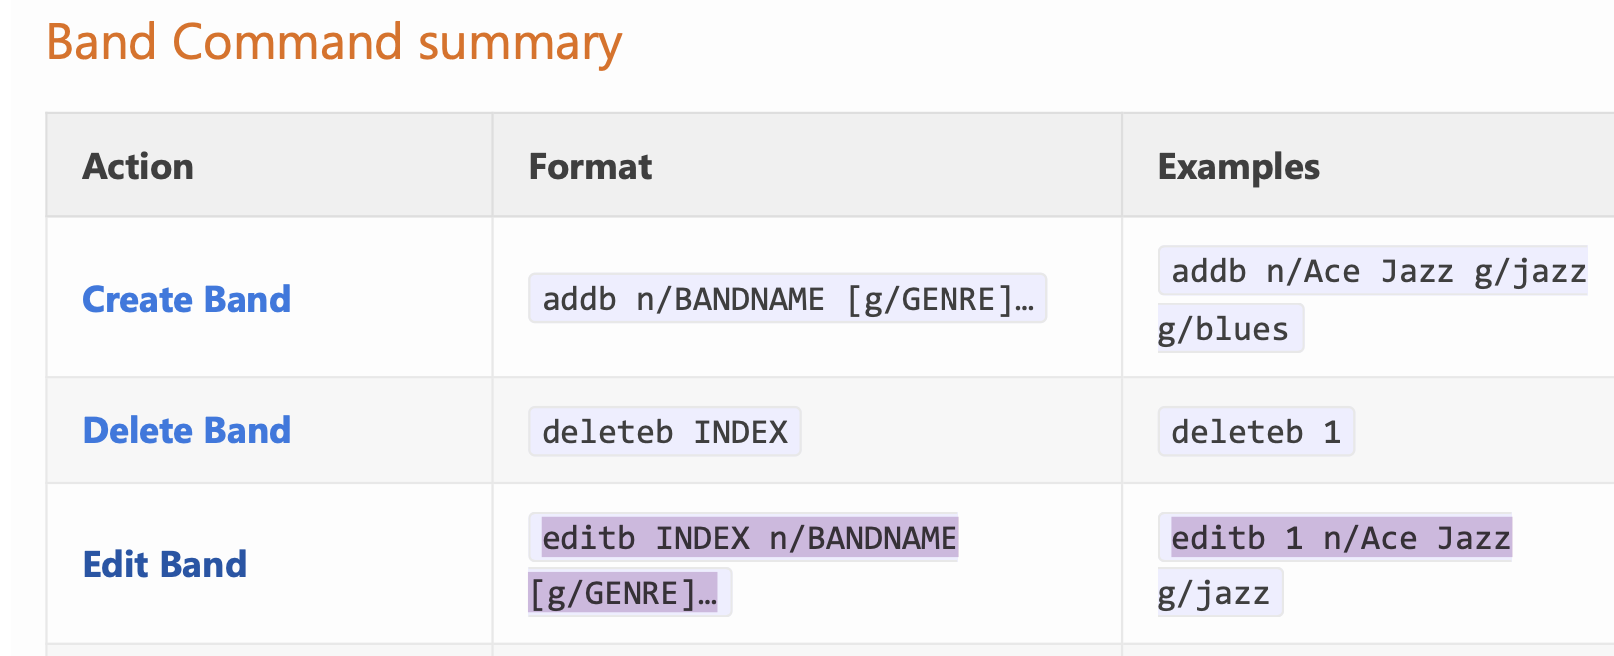 Band Command summary
Action Format Examples
Create Band addb n/BANDNAME [g/GENRE]… addb n/Ace Jazz g/jazz
g/blues
Delete Band deleteb INDEX deleteb 1
Edit Band editb INDEX n/BANDNAME
[g/GENRE]… editb 1 n/Ace Jazz
g/jazz